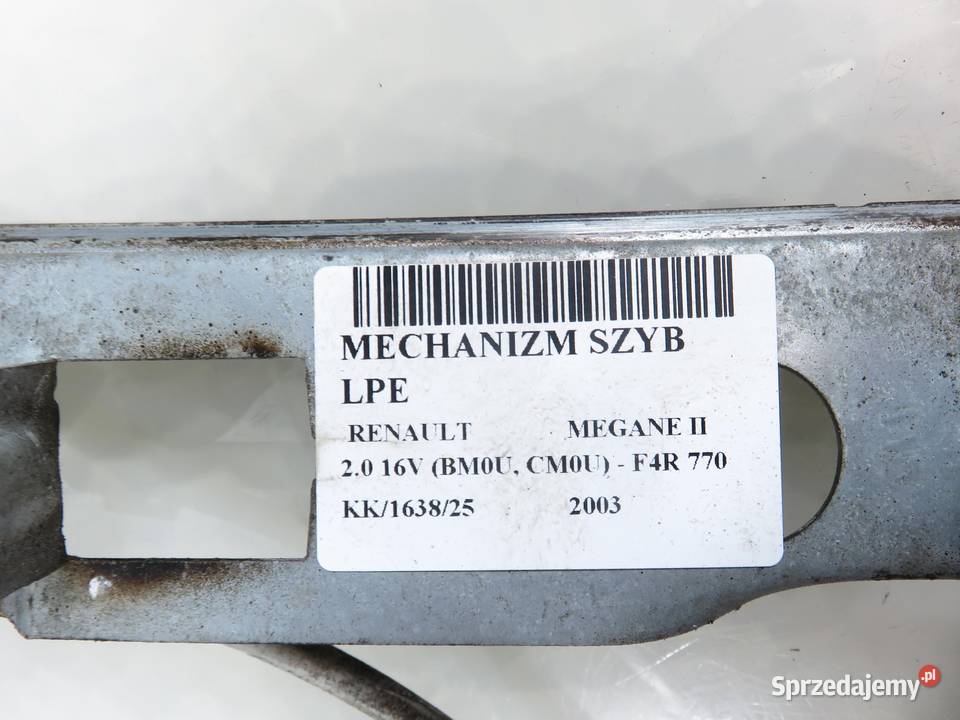 MECHANIZM SZYB
LPE
RENAULT MEGANE II
2.0 16V (BM0U, CM0U) - F4R 770
KK/1638/25 2003
Sprzedajemy.pl